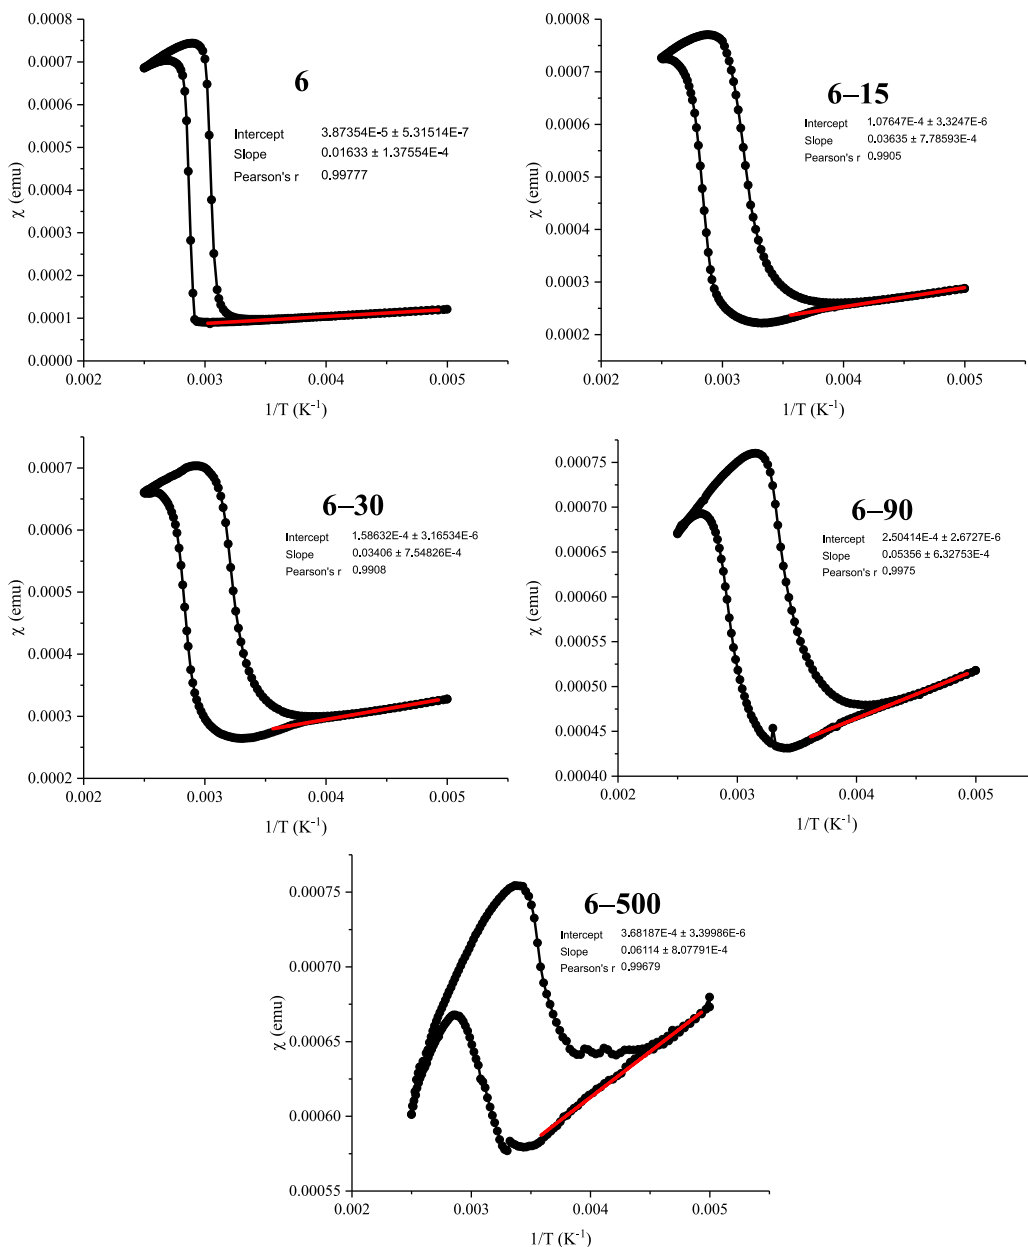 0.0008
0.0007
0.0006
0.0005
0.0004
0.0003
0.0002
0.0001
0.0000
χ (emu)
6
Intercept 3.87354E-5 ± 5.31514E-7
Slope 0.01633 ± 1.37554E-4
Pearson's r 0.99777
0.002 0.003 0.004 0.005
1/T (K⁻¹)
0.0008
0.0007
0.0006
0.0005
0.0004
0.0003
0.0002
χ (emu)
6–15
Intercept 1.07647E-4 ± 3.3247E-6
Slope 0.03635 ± 7.78593E-4
Pearson's r 0.9905
0.002 0.003 0.004 0.005
1/T (K⁻¹)
0.0007
0.0006
0.0005
0.0004
0.0003
0.0002
χ (emu)
6–30
Intercept 1.58632E-4 ± 3.16534E-6
Slope 0.03406 ± 7.54826E-4
Pearson's r 0.9908
0.002 0.003 0.004 0.005
1/T (K⁻¹)
0.00075
0.00070
0.00065
0.00060
0.00055
0.00050
0.00045
0.00040
χ (emu)
6–90
Intercept 2.50414E-4 ± 2.6727E-6
Slope 0.05356 ± 6.32753E-4
Pearson's r 0.9975
0.002 0.003 0.004 0.005
1/T (K⁻¹)
0.00075
0.00070
0.00065
0.00060
0.00055
χ (emu)
6–500
Intercept 3.68187E-4 ± 3.39986E-6
Slope 0.06114 ± 8.07791E-4
Pearson's r 0.99679
0.002 0.003 0.004 0.005
1/T (K⁻¹)